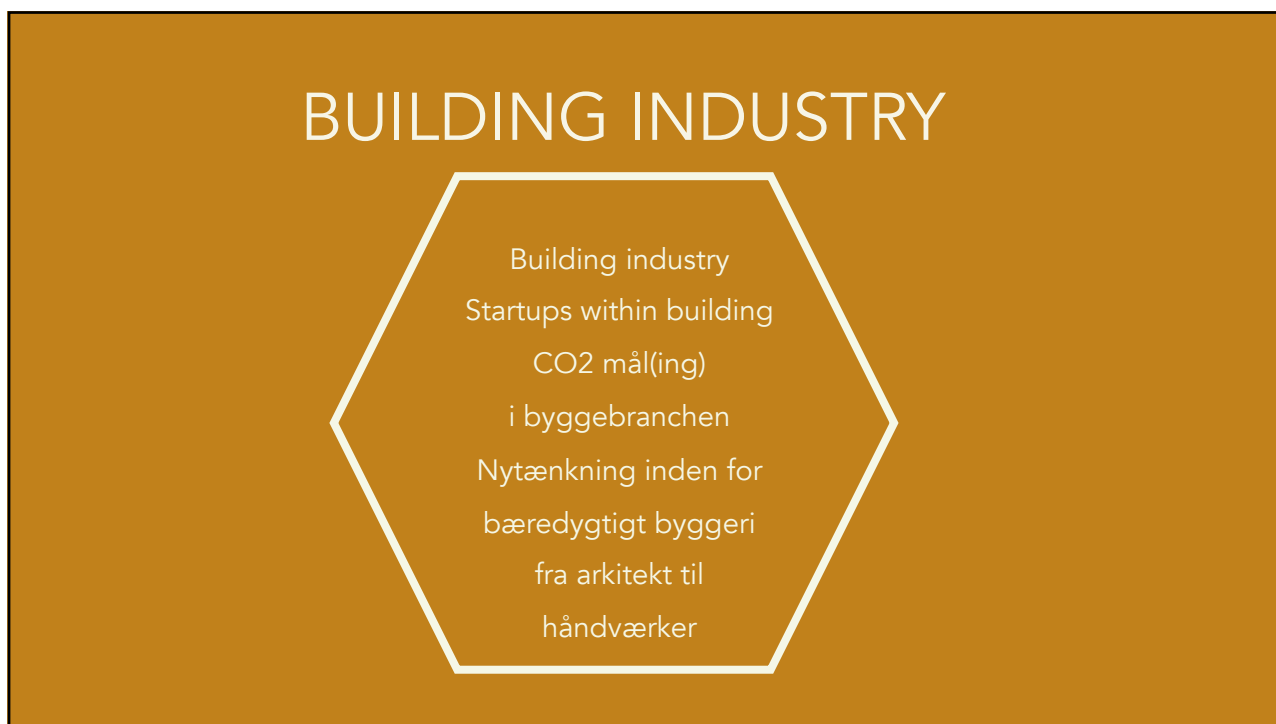 BUILDING INDUSTRY
Building industry
Startups within building
CO2 mål(ing)
i byggebranchen
Nytænkning inden for
bæredygtigt byggeri
fra arkitekt til
håndværker